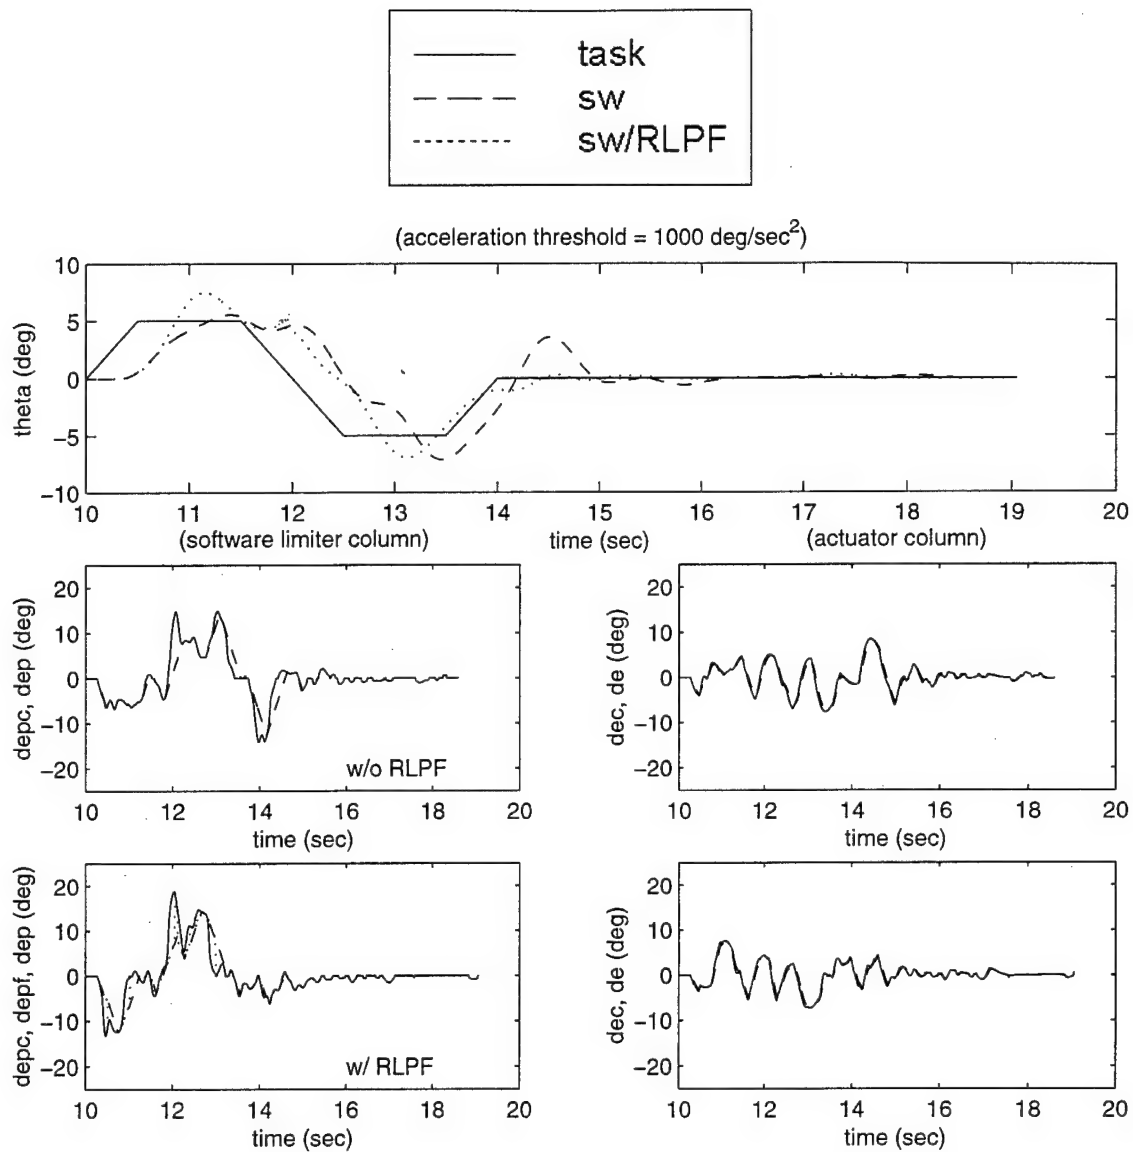 task
sw
sw/RLPF
(acceleration threshold = 1000 deg/sec²)
10
5
0
−5
−10
theta (deg)
10 11 12 13 14 15 16 17 18 19 20
(software limiter column) time (sec) (actuator column)
20
10
0
−10
−20
depc, dep (deg)
w/o RLPF
10 12 14 16 18 20
time (sec)
20
10
0
−10
−20
dec, de (deg)
10 12 14 16 18 20
time (sec)
20
10
0
−10
−20
depc, depf, dep (deg)
w/ RLPF
10 12 14 16 18 20
time (sec)
20
10
0
−10
−20
dec, de (deg)
10 12 14 16 18 20
time (sec)